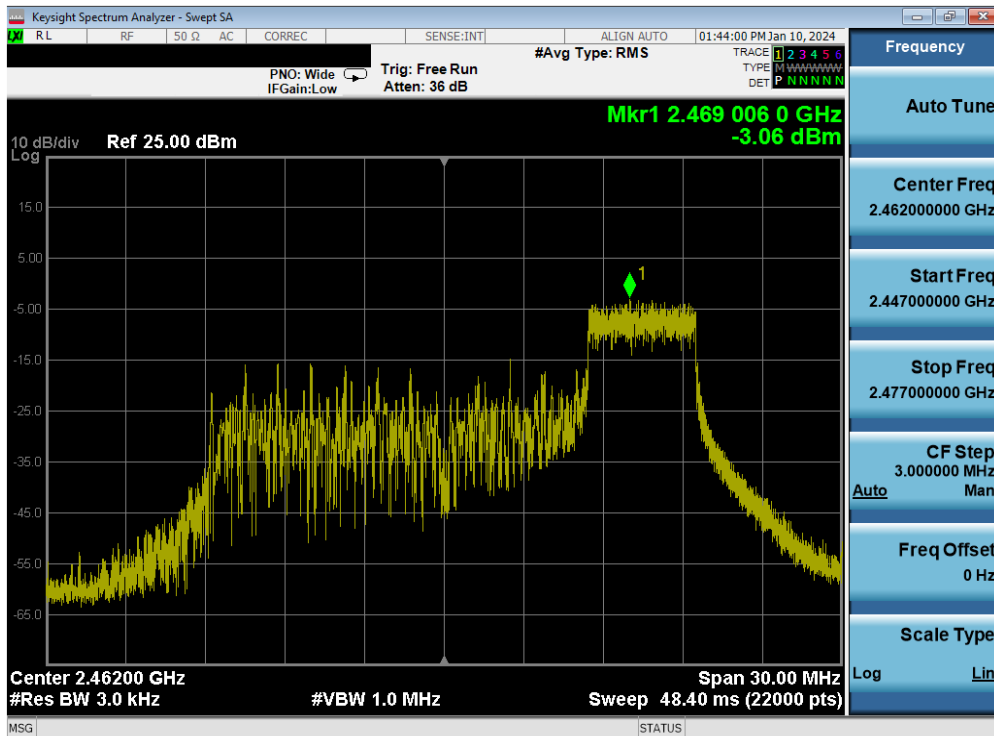 Keysight Spectrum Analyzer - Swept SA
LXI RL RF 50 Ω AC CORREC SENSE:INT ALIGN AUTO 01:44:00 PM Jan 10, 2024
PNO: Wide Trig: Free Run #Avg Type: RMS TRACE 1 2 3 4 5 6
IFGain:Low Atten: 36 dB TYPE M W W W W W
DET P N N N N N
Mkr1 2.469 006 0 GHz
-3.06 dBm
10 dB/div Ref 25.00 dBm
Log
15.0
5.00
1
-5.00
-15.0
-25.0
-35.0
-45.0
-55.0
-65.0
Center 2.46200 GHz Span 30.00 MHz
#Res BW 3.0 kHz #VBW 1.0 MHz Sweep 48.40 ms (22000 pts)
MSG STATUS
Frequency
Auto Tune
Center Freq
2.462000000 GHz
Start Freq
2.447000000 GHz
Stop Freq
2.477000000 GHz
CF Step
3.000000 MHz
Auto Man
Freq Offset
0 Hz
Scale Type
Log Lin